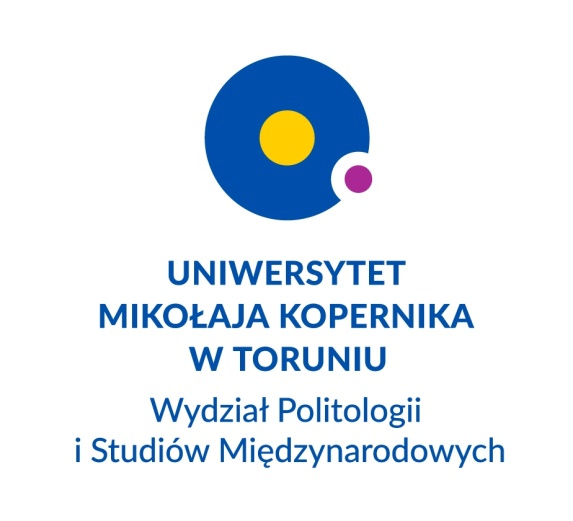 UNIWERSYTET
MIKOŁAJA KOPERNIKA
W TORUNIU
Wydział Politologii
i Studiów Międzynarodowych